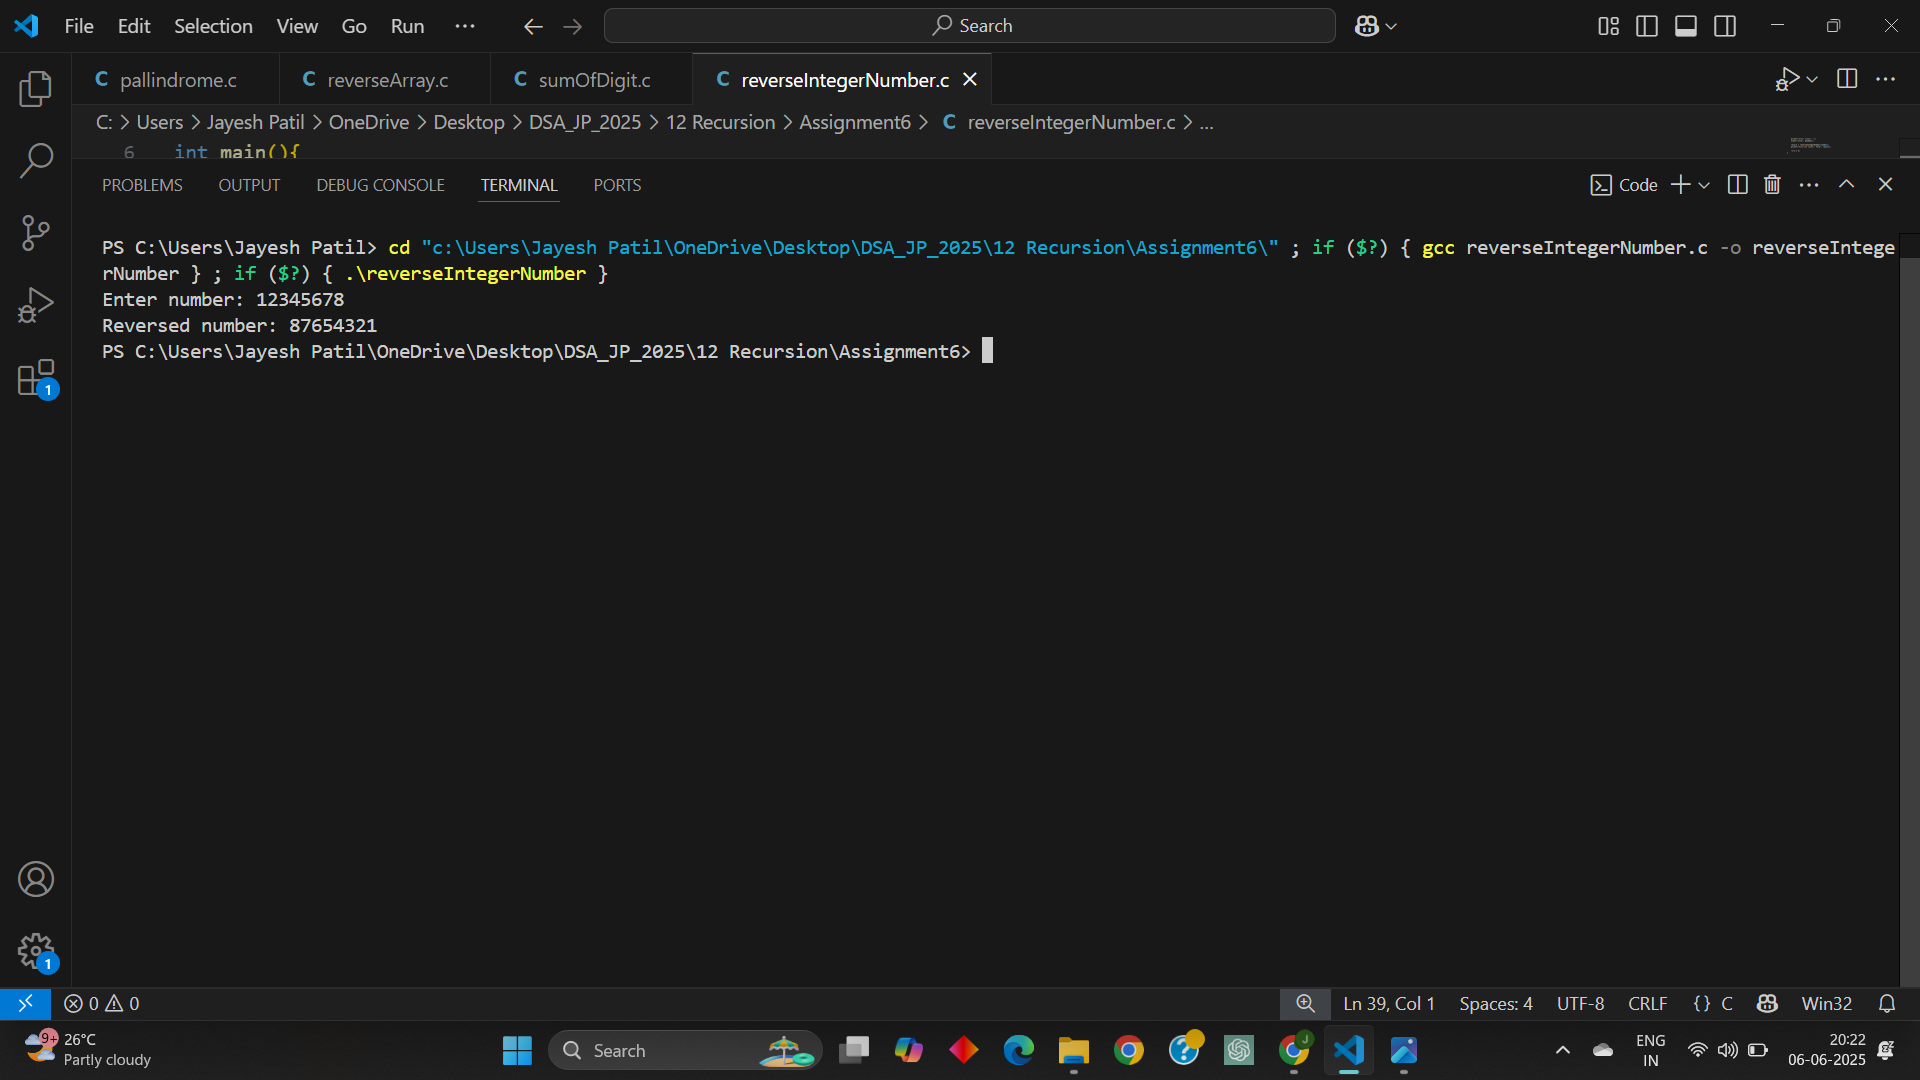 File Edit Selection View Go Run ··· Search
pallindrome.c reverseArray.c sumOfDigit.c reverseIntegerNumber.c
C: > Users > Jayesh Patil > OneDrive > Desktop > DSA_JP_2025 > 12 Recursion > Assignment6 > C reverseIntegerNumber.c > ...
6 int main(){
PROBLEMS OUTPUT DEBUG CONSOLE TERMINAL PORTS Code
PS C:\Users\Jayesh Patil> cd "c:\Users\Jayesh Patil\OneDrive\Desktop\DSA_JP_2025\12 Recursion\Assignment6\" ; if ($?) { gcc reverseIntegerNumber.c -o reverseIntege
rNumber } ; if ($?) { .\reverseIntegerNumber }
Enter number: 12345678
Reversed number: 87654321
PS C:\Users\Jayesh Patil\OneDrive\Desktop\DSA_JP_2025\12 Recursion\Assignment6>
1
1
0 0 Ln 39, Col 1 Spaces: 4 UTF-8 CRLF {} C Win32
9+ 26°C
Partly cloudy
Search
J
ENG
IN
20:22
06-06-2025